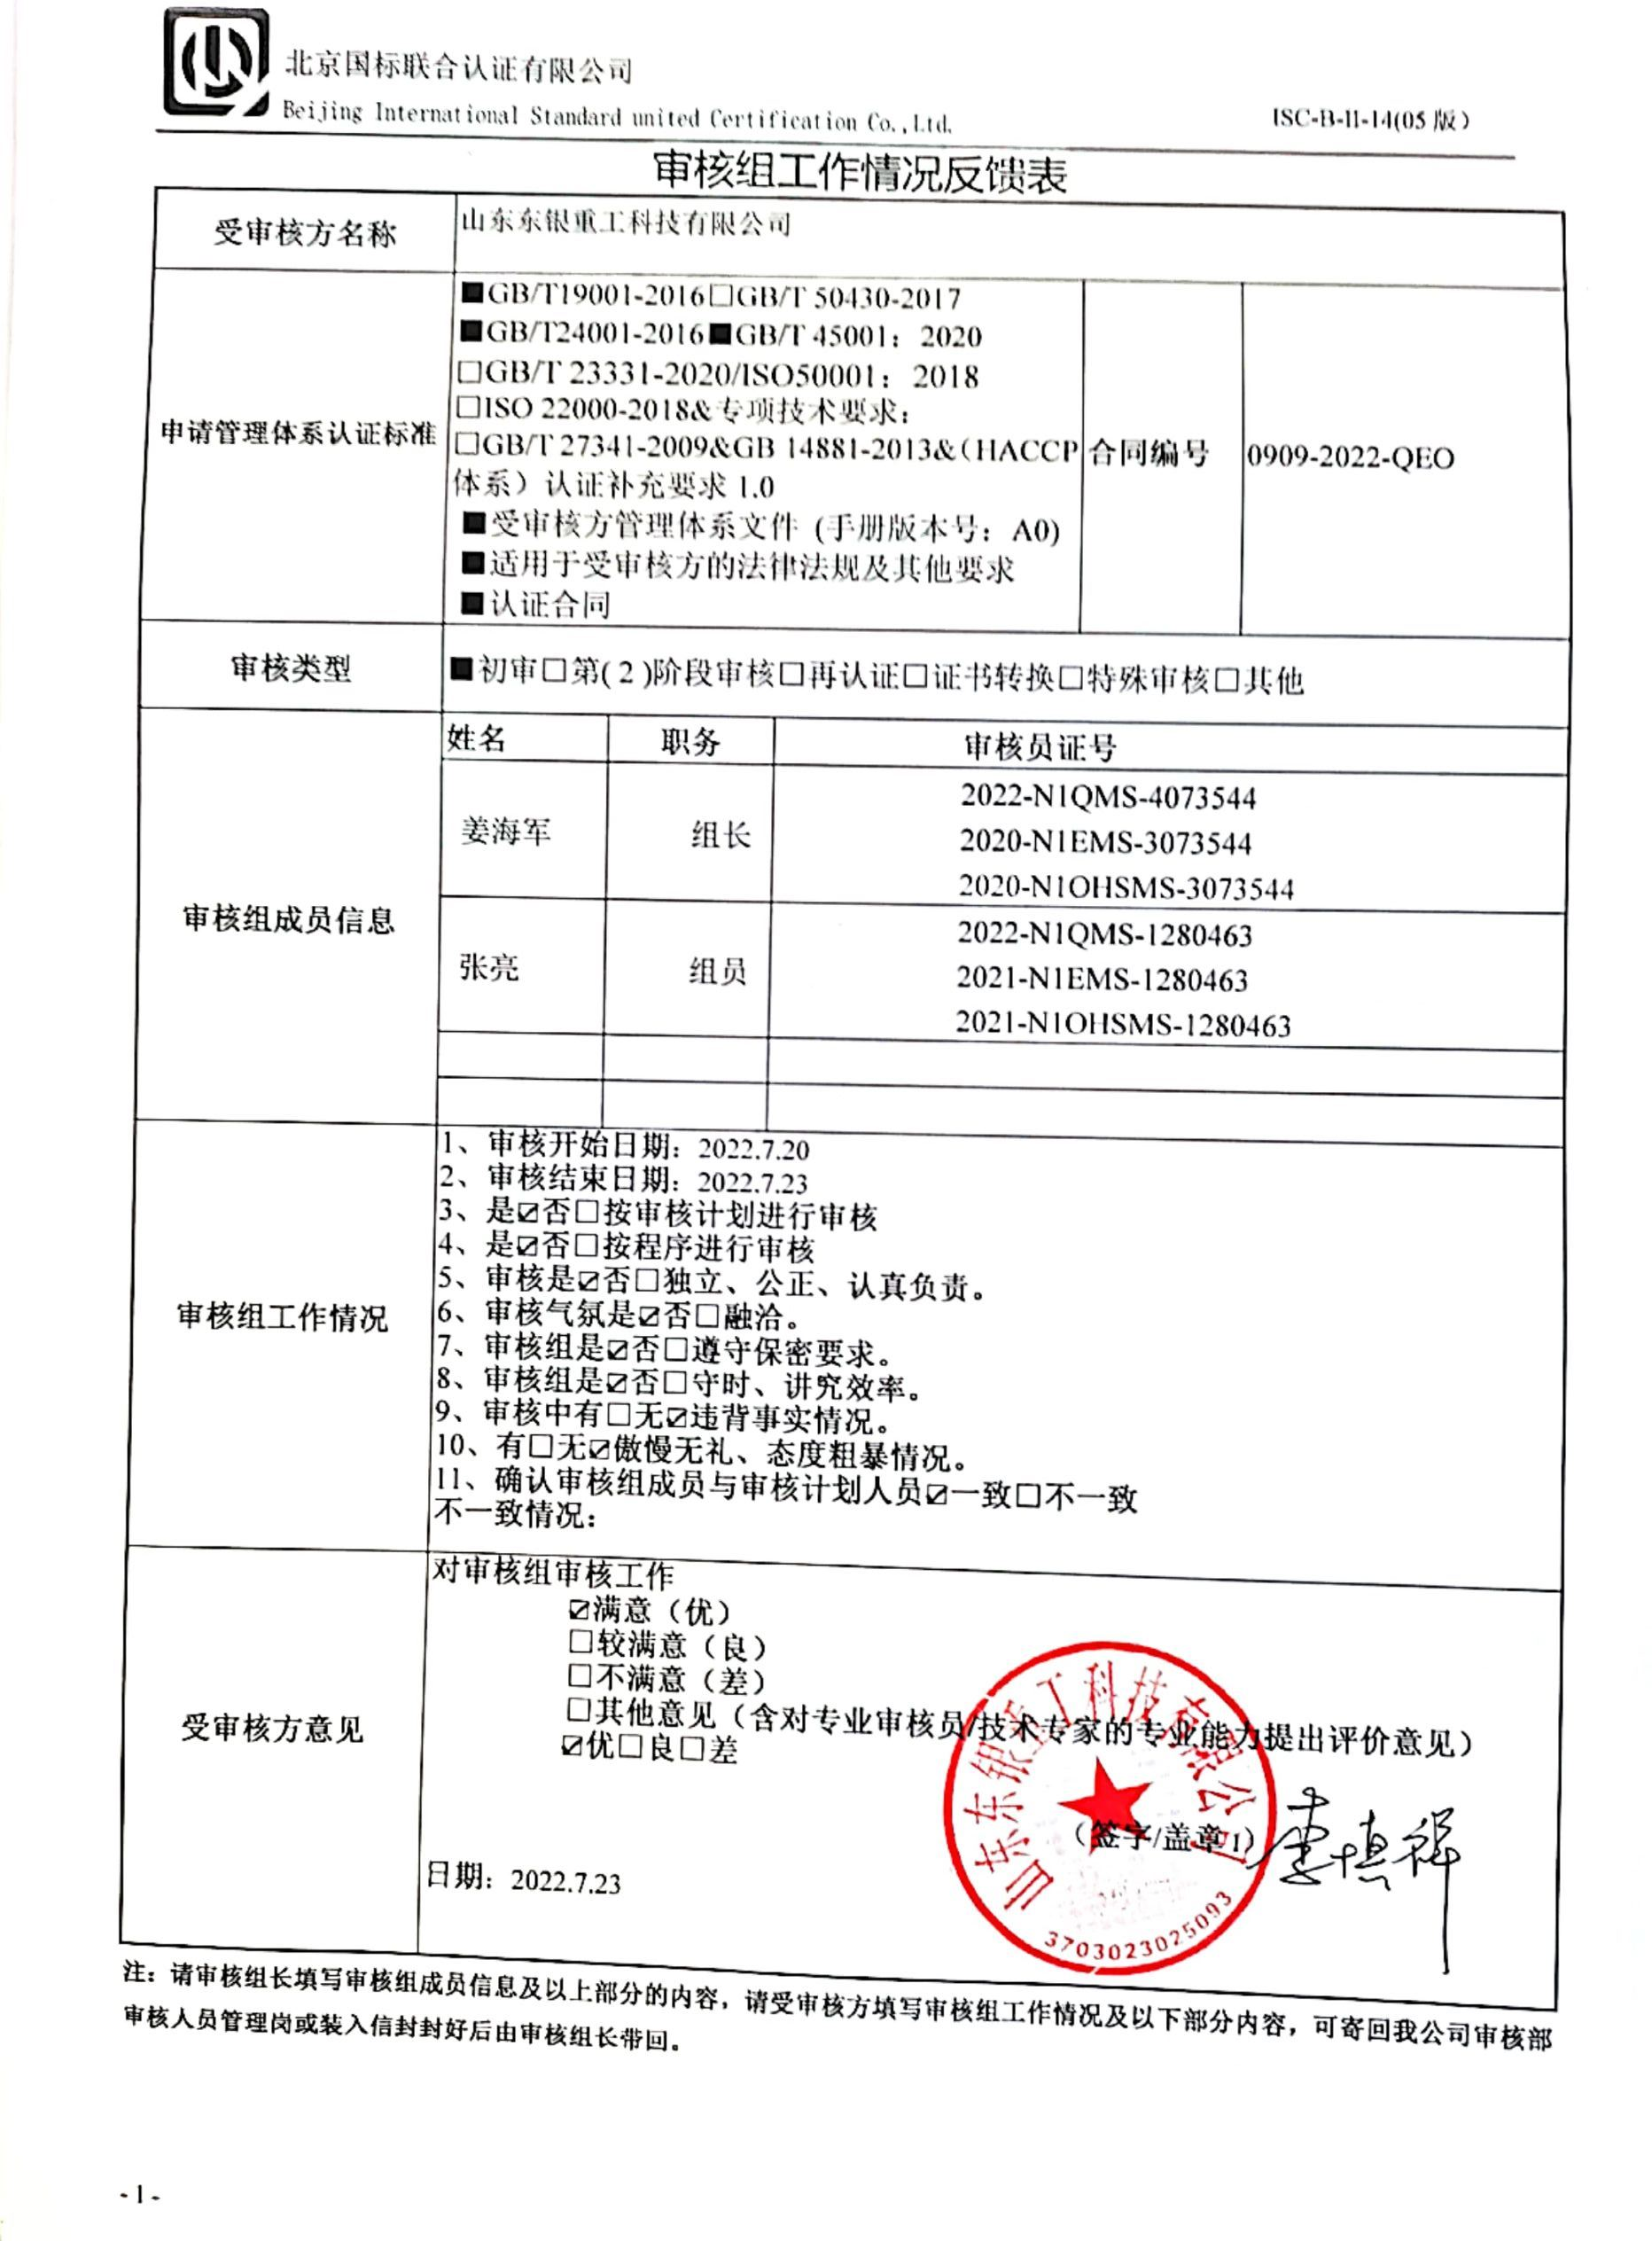 北京国标联合认证有限公司
Beijing International Standard united Certification Co.,Ltd.
ISC-B-II-14(05 版)
审核组工作情况反馈表
受审核方名称
山东东银重工科技有限公司
申请管理体系认证标准
■GB/T19001-2016□GB/T 50430-2017
■GB/T24001-2016■GB/T 45001：2020
□GB/T 23331-2020/ISO50001：2018
□ISO 22000-2018&专项技术要求：
□GB/T 27341-2009&GB 14881-2013&(HACCP
体系）认证补充要求 1.0
■受审核方管理体系文件 (手册版本号：A0)
■适用于受审核方的法律法规及其他要求
■认证合同
合同编号
0909-2022-QEO
审核类型
■初审□第( 2 )阶段审核□再认证□证书转换□特殊审核□其他
审核组成员信息
姓名 职务 审核员证号
姜海军 组长
2022-N1QMS-4073544
2020-N1EMS-3073544
2020-N1OHSMS-3073544
张亮 组员
2022-N1QMS-1280463
2021-N1EMS-1280463
2021-N1OHSMS-1280463
审核组工作情况
1、审核开始日期：2022.7.20
2、审核结束日期：2022.7.23
3、是☑否□按审核计划进行审核
4、是☑否□按程序进行审核
5、审核是☑否□独立、公正、认真负责。
6、审核气氛是☑否□融洽。
7、审核组是☑否□遵守保密要求。
8、审核组是☑否□守时、讲究效率。
9、审核中有□无☑违背事实情况。
10、有□无☑傲慢无礼、态度粗暴情况。
11、确认审核组成员与审核计划人员☑一致□不一致
不一致情况：
受审核方意见
对审核组审核工作
☑满意（优）
□较满意（良）
□不满意（差）
□其他意见（含对专业审核员/技术专家的专业能力提出评价意见）
☑优□良□差
山东东银重工科技有限公司
3703023025093
（签字/盖章1）
日期：2022.7.23
注：请审核组长填写审核组成员信息及以上部分的内容，请受审核方填写审核组工作情况及以下部分内容，可寄回我公司审核部
审核人员管理岗或装入信封封好后由审核组长带回。
- 1 -